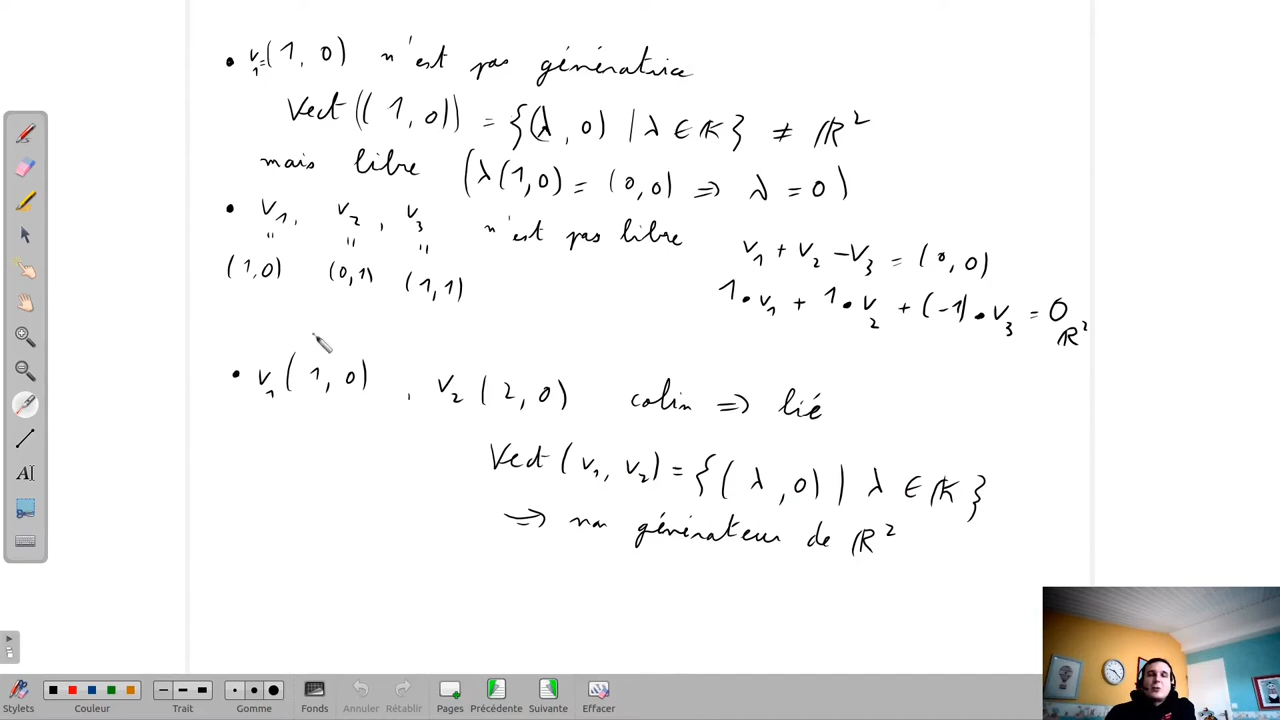 • v₁=(1, 0) n'est pas génératrice
Vect((1, 0)) = {(λ, 0) | λ ∈ K} ≠ ℝ²
mais libre (λ(1,0) = (0,0) ⇒ λ = 0)
• v₁, v₂, v₃ n'est pas libre
" " "
(1,0) (0,1) (1,1)
v₁ + v₂ - v₃ = (0,0)
1•v₁ + 1•v₂ + (-1)•v₃ = 0ℝ²
• v₁(1, 0) , v₂(2, 0) colin ⇒ lié
Vect(v₁, v₂) = {(λ, 0) | λ ∈ K}
⇒ non générateur de ℝ²
AI
Stylets Couleur Trait Gomme Fonds Annuler Rétablir Pages Précédente Suivante Effacer